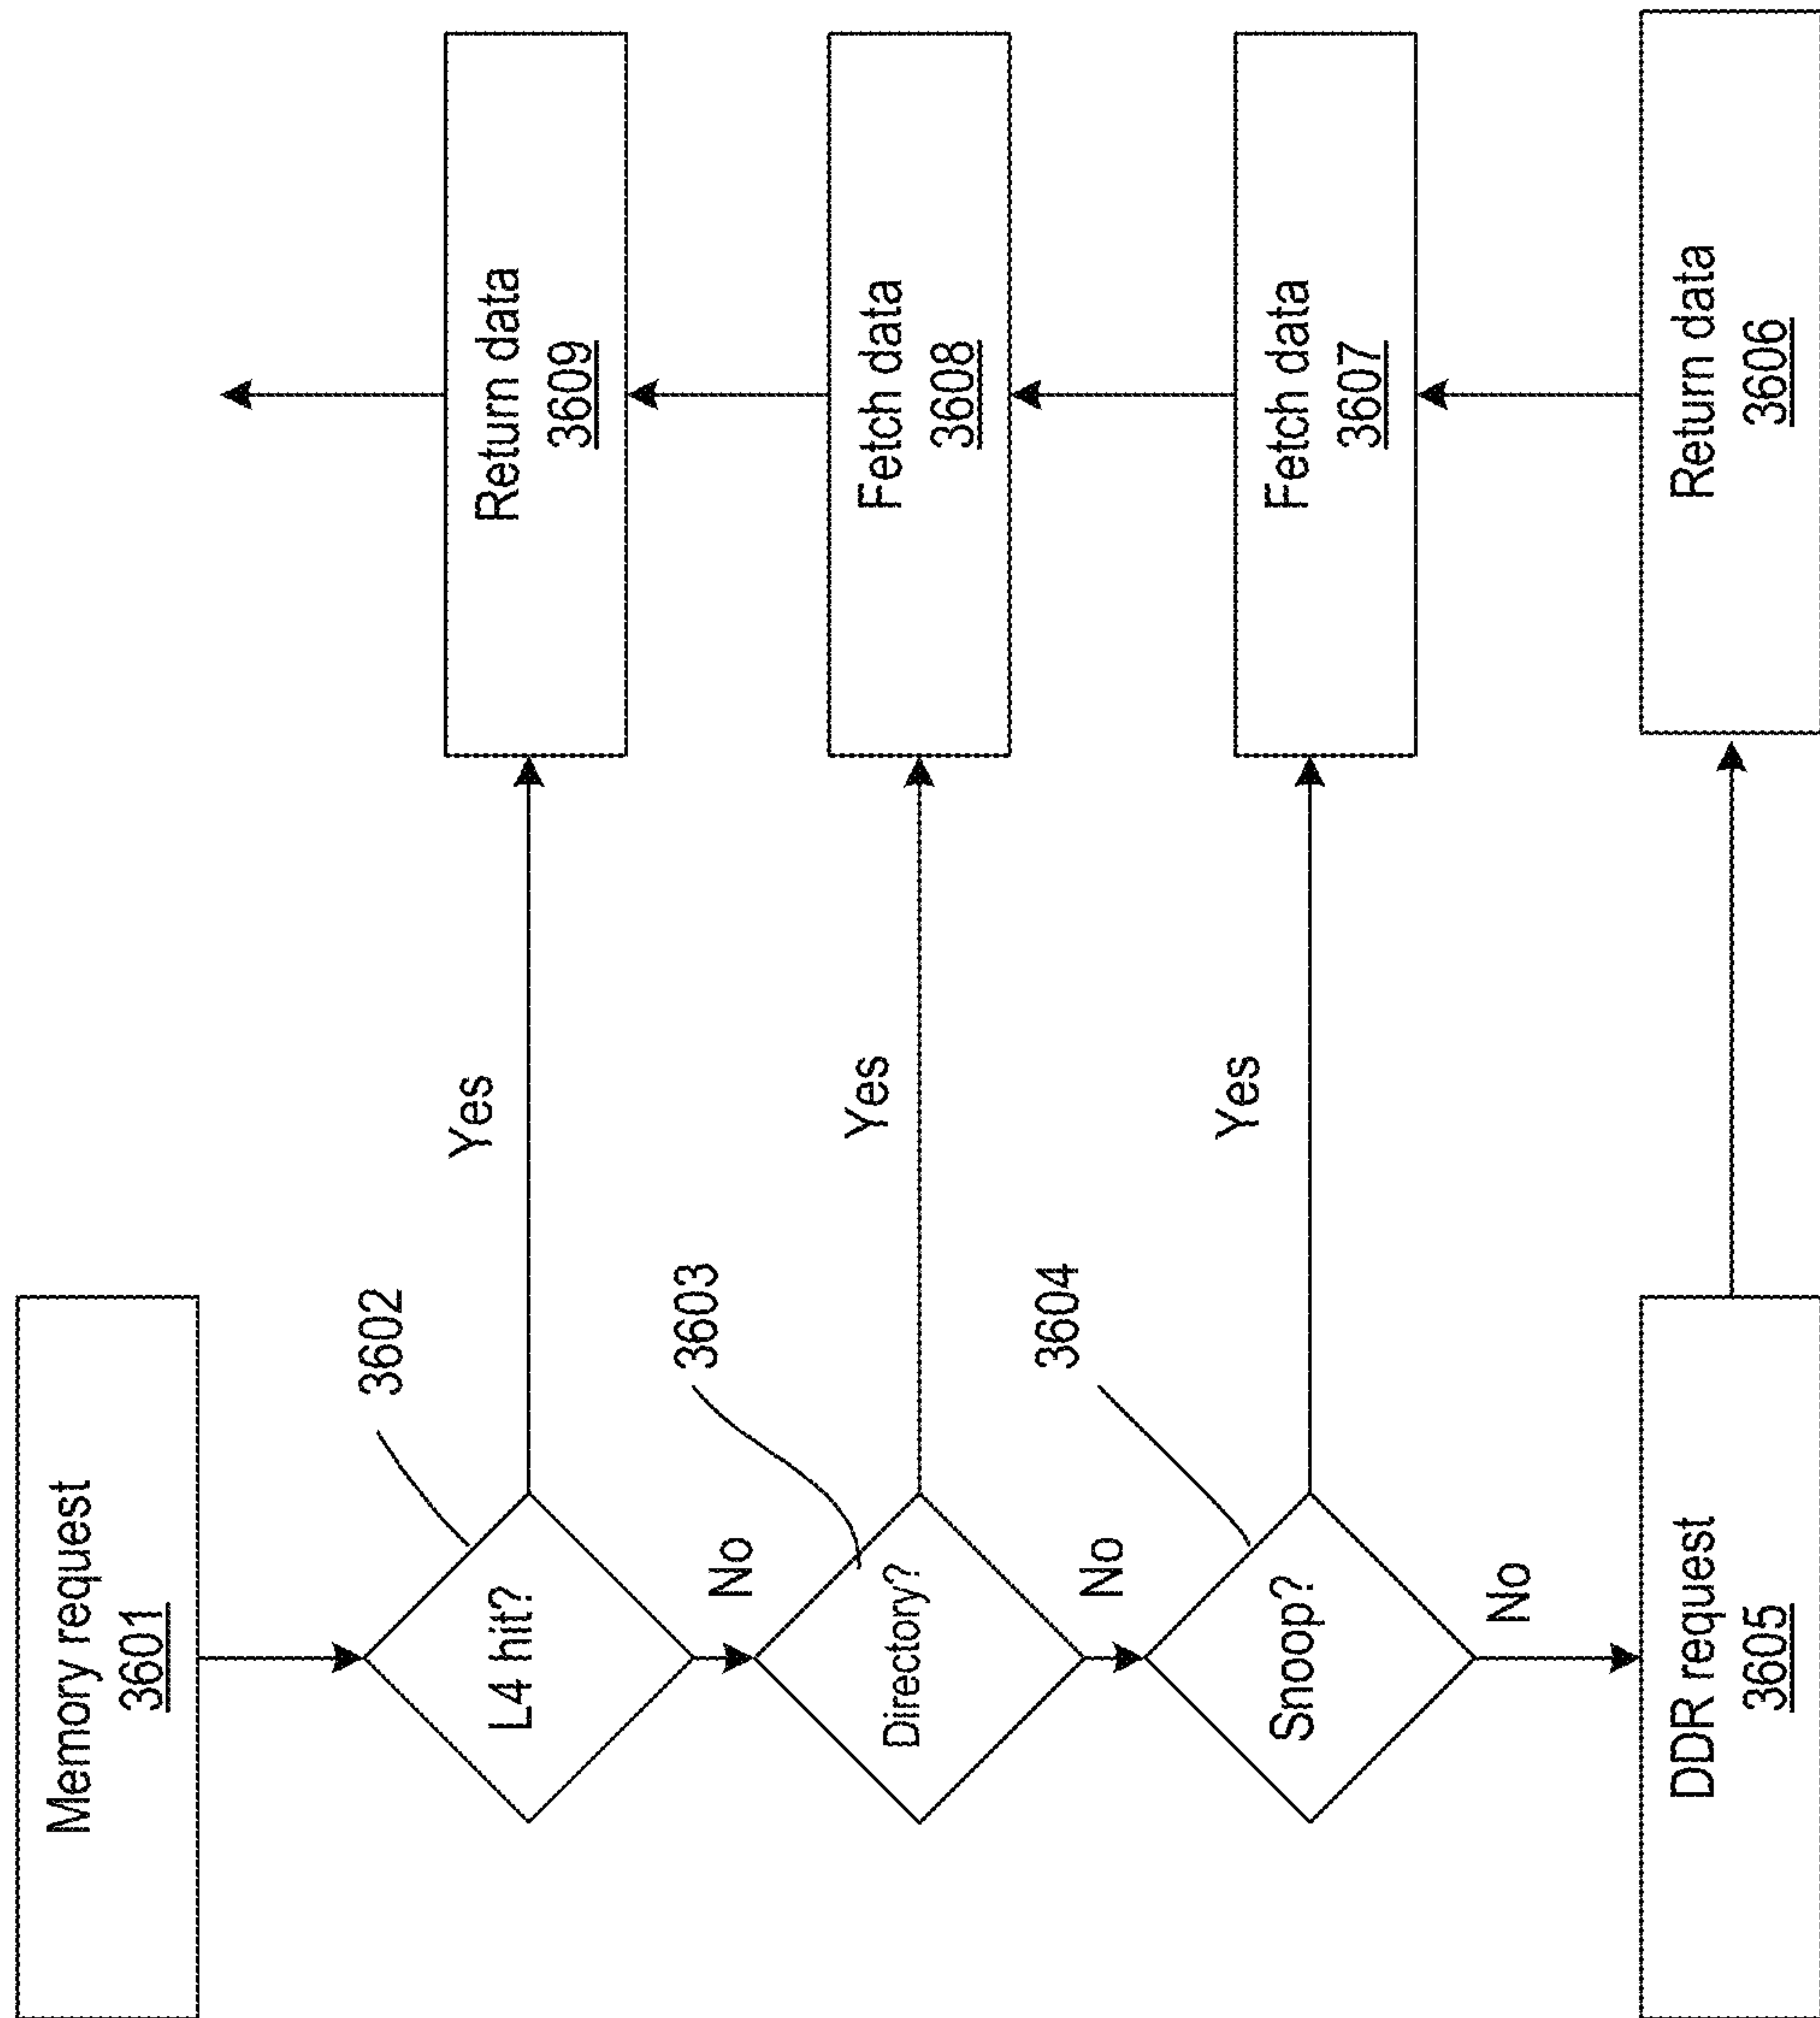 Memory request
3601
3602
L4 hit?
Yes
Return data
3609
No
3603
Directory?
Yes
Fetch data
3608
No
3604
Snoop?
Yes
Fetch data
3607
No
DDR request
3605
Return data
3606